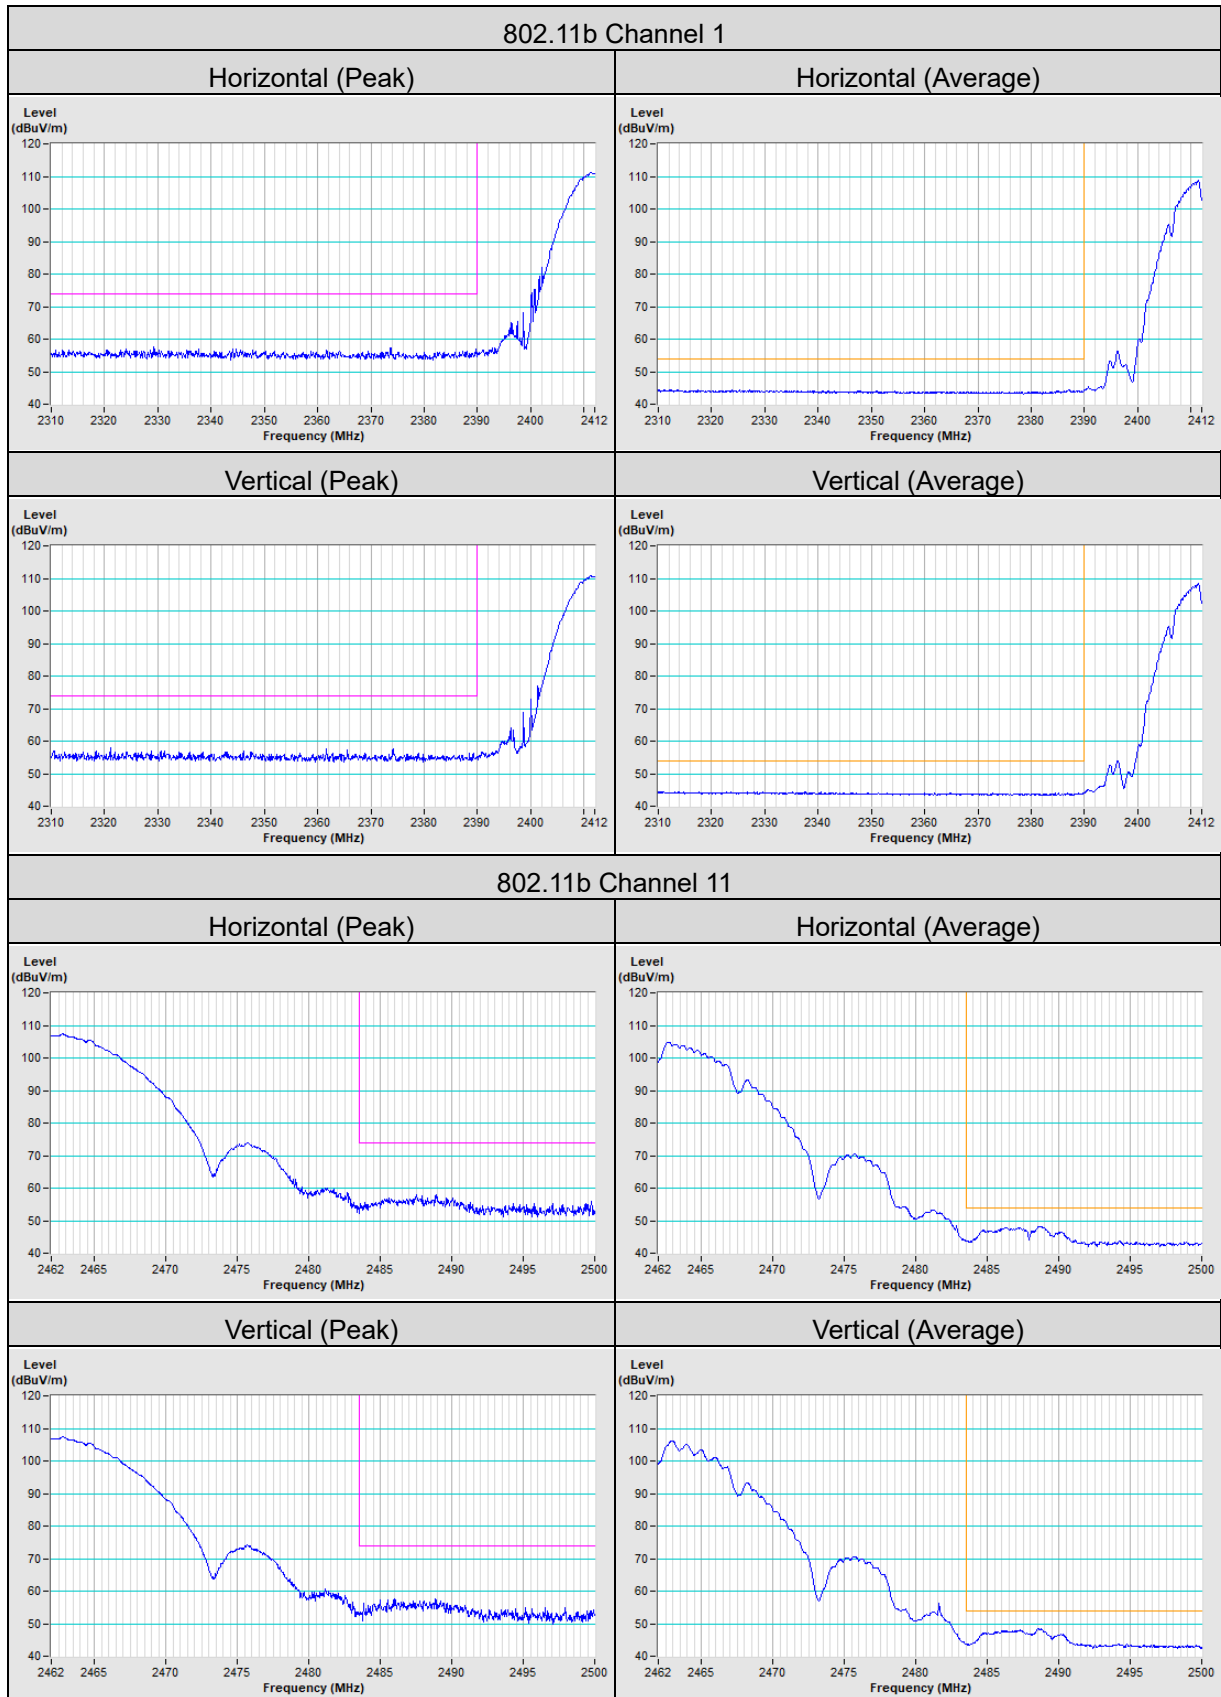 802.11b Channel 1
Horizontal (Peak)
Horizontal (Average)
Level
(dBuV/m)
120
110
100
90
80
70
60
50
40
2310 2320 2330 2340 2350 2360 2370 2380 2390 2400 2412
Frequency (MHz)
Level
(dBuV/m)
120
110
100
90
80
70
60
50
40
2310 2320 2330 2340 2350 2360 2370 2380 2390 2400 2412
Frequency (MHz)
Vertical (Peak)
Vertical (Average)
Level
(dBuV/m)
120
110
100
90
80
70
60
50
40
2310 2320 2330 2340 2350 2360 2370 2380 2390 2400 2412
Frequency (MHz)
Level
(dBuV/m)
120
110
100
90
80
70
60
50
40
2310 2320 2330 2340 2350 2360 2370 2380 2390 2400 2412
Frequency (MHz)
802.11b Channel 11
Horizontal (Peak)
Horizontal (Average)
Level
(dBuV/m)
120
110
100
90
80
70
60
50
40
2462 2465 2470 2475 2480 2485 2490 2495 2500
Frequency (MHz)
Level
(dBuV/m)
120
110
100
90
80
70
60
50
40
2462 2465 2470 2475 2480 2485 2490 2495 2500
Frequency (MHz)
Vertical (Peak)
Vertical (Average)
Level
(dBuV/m)
120
110
100
90
80
70
60
50
40
2462 2465 2470 2475 2480 2485 2490 2495 2500
Frequency (MHz)
Level
(dBuV/m)
120
110
100
90
80
70
60
50
40
2462 2465 2470 2475 2480 2485 2490 2495 2500
Frequency (MHz)